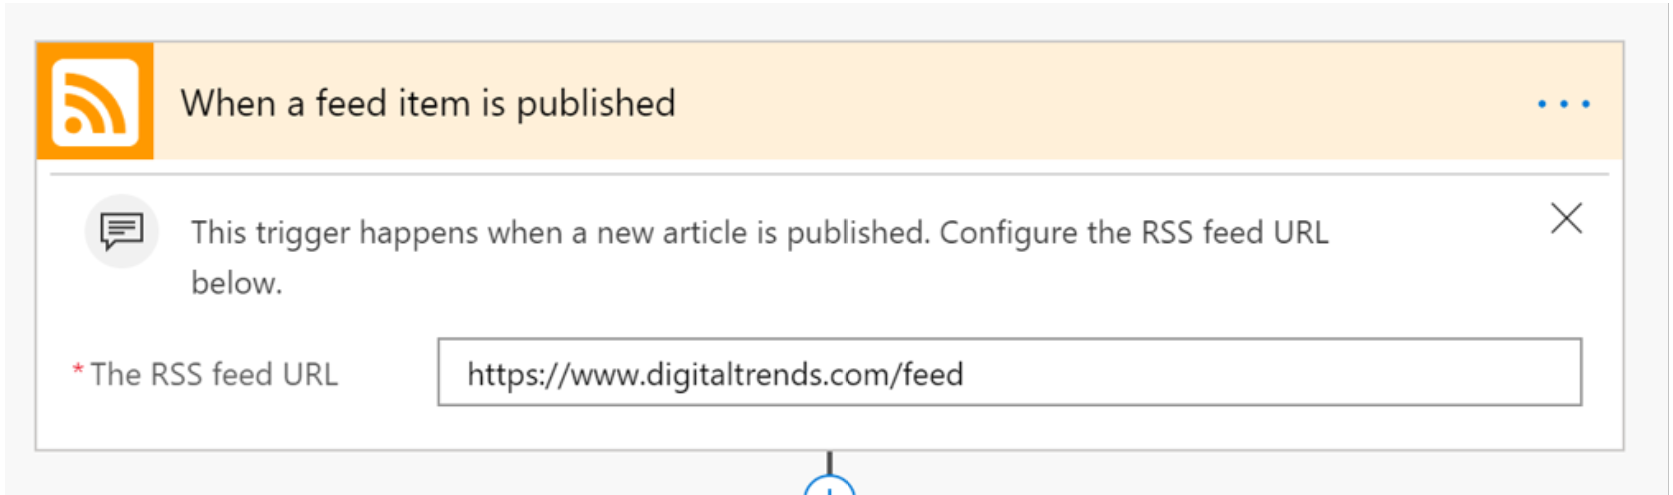 When a feed item is published
This trigger happens when a new article is published. Configure the RSS feed URL
below.
* The RSS feed URL
https://www.digitaltrends.com/feed